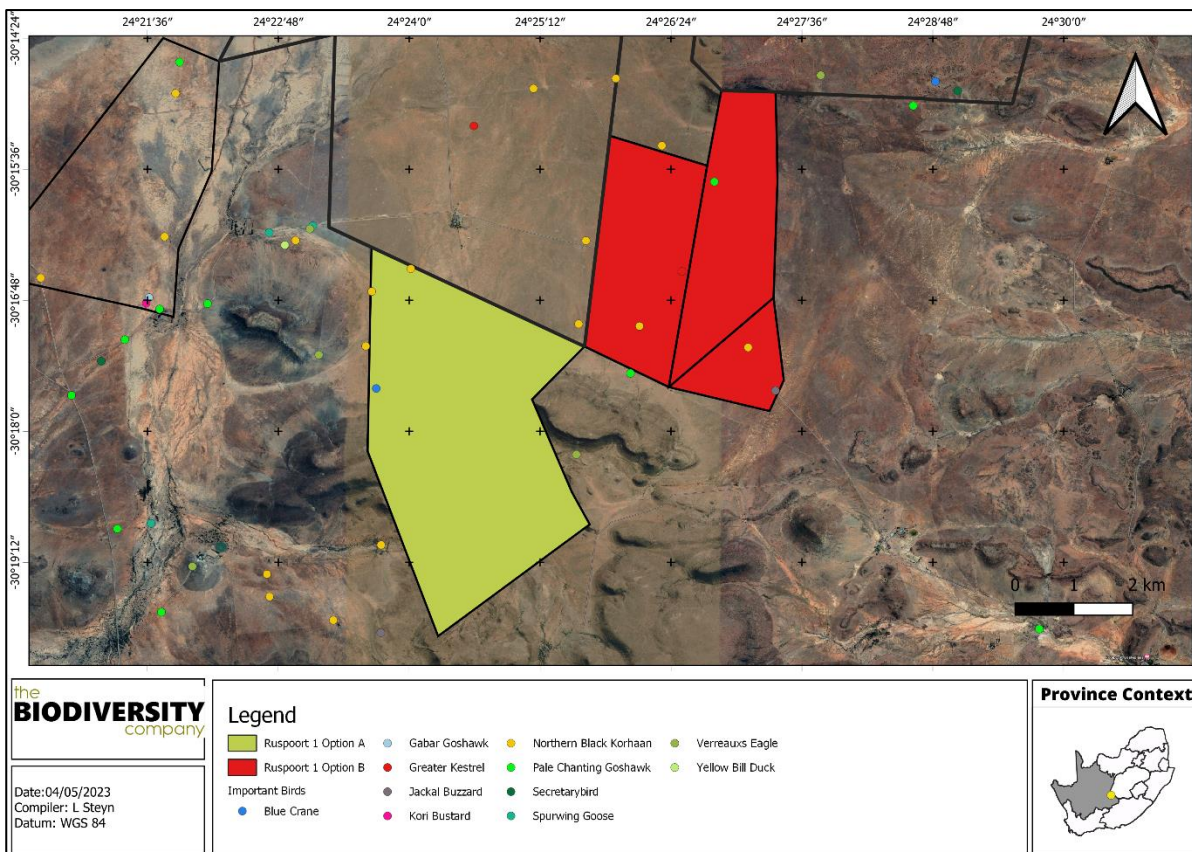 24°21'36" 24°22'48" 24°24'0" 24°25'12" 24°26'24" 24°27'36" 24°28'48" 24°30'0"
-30°14'24"
-30°15'36"
-30°16'48"
-30°18'0"
-30°19'12"
0 1 2 km
the
BIODIVERSITY
company
Date:04/05/2023
Compiler: L Steyn
Datum: WGS 84
Legend
Ruspoort 1 Option A
Ruspoort 1 Option B
Important Birds
Blue Crane
Gabar Goshawk
Greater Kestrel
Jackal Buzzard
Kori Bustard
Northern Black Korhaan
Pale Chanting Goshawk
Secretarybird
Spurwing Goose
Verreauxs Eagle
Yellow Bill Duck
Province Context